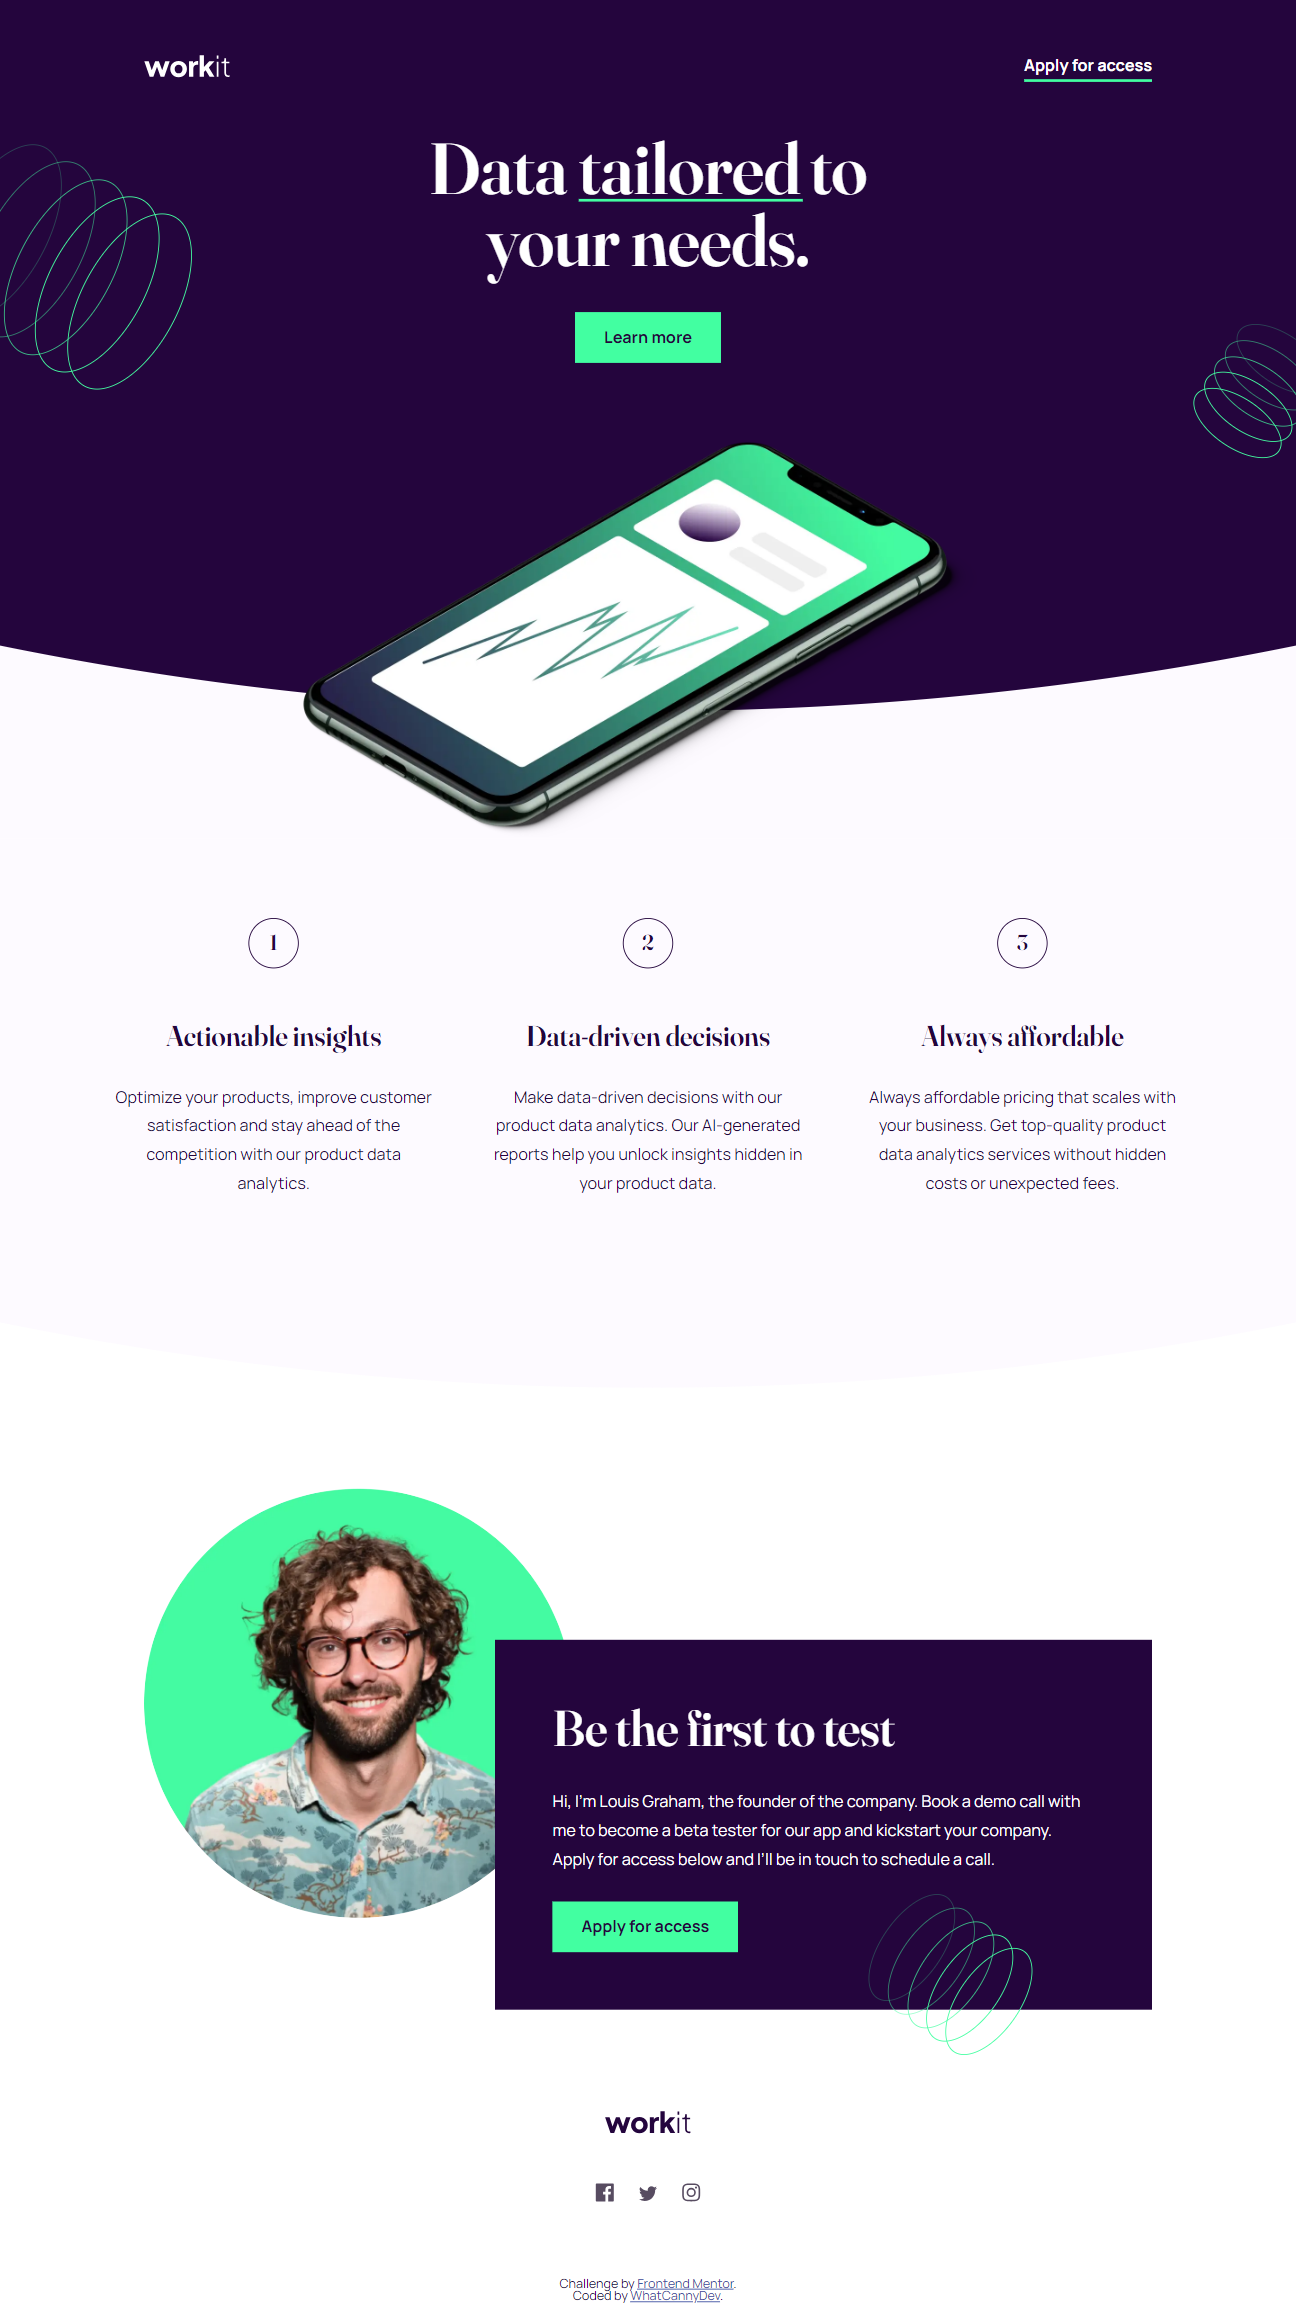 workit
Apply for access
Data tailored to
your needs.
Learn more
1
2
3
Actionable insights
Data-driven decisions
Always affordable
Optimize your products, improve customer
satisfaction and stay ahead of the
competition with our product data
analytics.
Make data-driven decisions with our
product data analytics. Our AI-generated
reports help you unlock insights hidden in
your product data.
Always affordable pricing that scales with
your business. Get top-quality product
data analytics services without hidden
costs or unexpected fees.
Be the first to test
Hi, I'm Louis Graham, the founder of the company. Book a demo call with
me to become a beta tester for our app and kickstart your company.
Apply for access below and I'll be in touch to schedule a call.
Apply for access
workit
Challenge by Frontend Mentor.
Coded by WhatCannyDev.